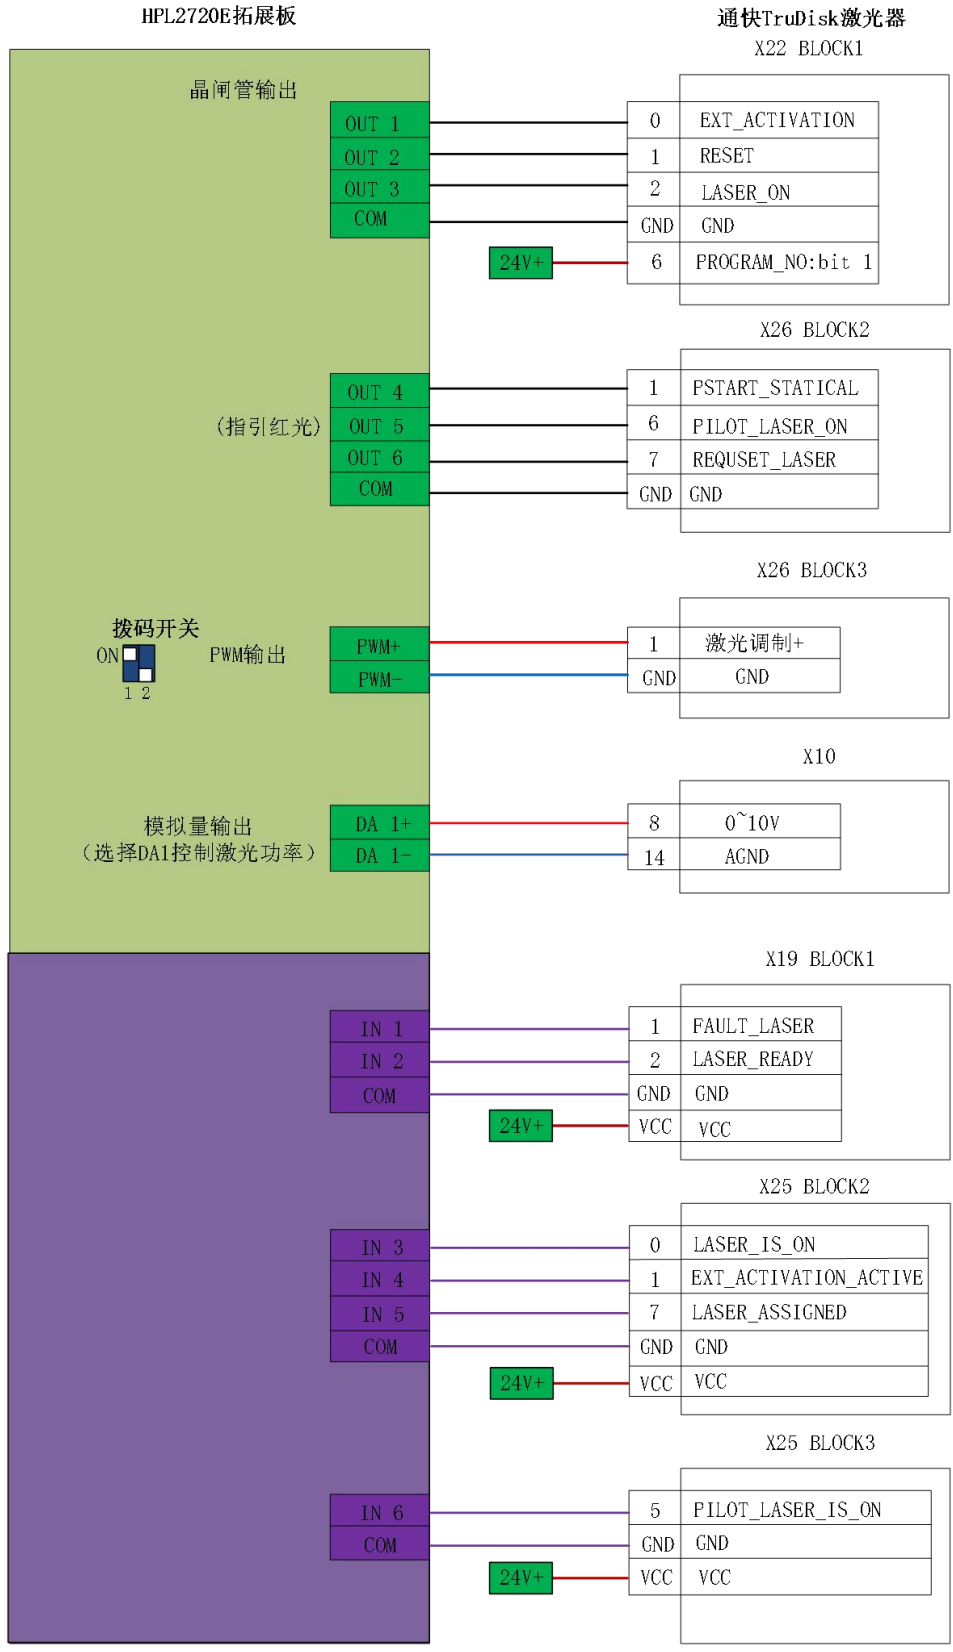 HPL2720E拓展板
通快TruDisk激光器
X22 BLOCK1
晶闸管输出
OUT 1
0
EXT_ACTIVATION
OUT 2
1
RESET
OUT 3
2
LASER_ON
COM
GND
GND
24V+
6
PROGRAM_NO:bit 1
X26 BLOCK2
OUT 4
1
PSTART_STATICAL
(指引红光)
OUT 5
6
PILOT_LASER_ON
OUT 6
7
REQUSET_LASER
COM
GND
GND
X26 BLOCK3
拨码开关
ON
1 2
PWM输出
PWM+
1
激光调制+
PWM-
GND
GND
X10
模拟量输出
（选择DA1控制激光功率）
DA 1+
8
0~10V
DA 1-
14
AGND
X19 BLOCK1
IN 1
1
FAULT_LASER
IN 2
2
LASER_READY
COM
GND
GND
24V+
VCC
VCC
X25 BLOCK2
IN 3
0
LASER_IS_ON
IN 4
1
EXT_ACTIVATION_ACTIVE
IN 5
7
LASER_ASSIGNED
COM
GND
GND
24V+
VCC
VCC
X25 BLOCK3
IN 6
5
PILOT_LASER_IS_ON
COM
GND
GND
24V+
VCC
VCC